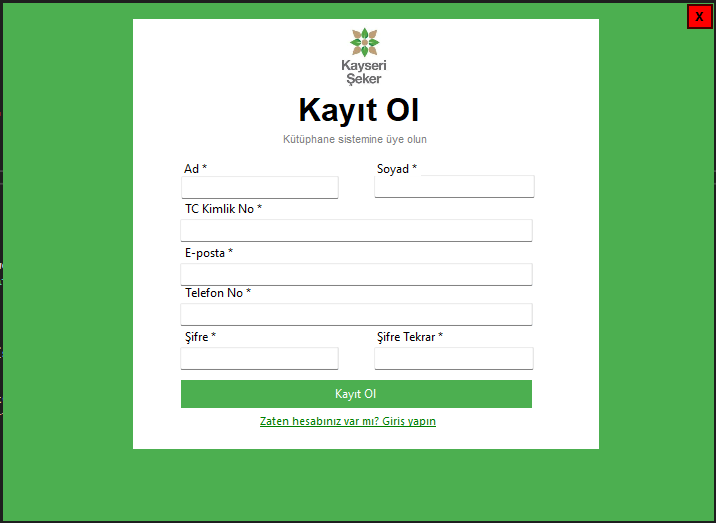 X
Kayseri
Şeker
Kayıt Ol
Kütüphane sistemine üye olun
Ad *
Soyad *
TC Kimlik No *
E-posta *
Telefon No *
Şifre *
Şifre Tekrar *
Kayıt Ol
Zaten hesabınız var mı? Giriş yapın